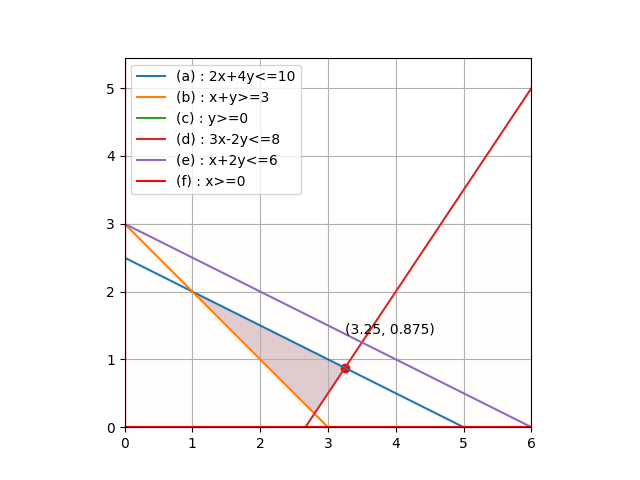 (a) : 2x+4y<=10
(b) : x+y>=3
(c) : y>=0
(d) : 3x-2y<=8
(e) : x+2y<=6
(f) : x>=0
5
4
3
2
1
0
(3.25, 0.875)
0 1 2 3 4 5 6